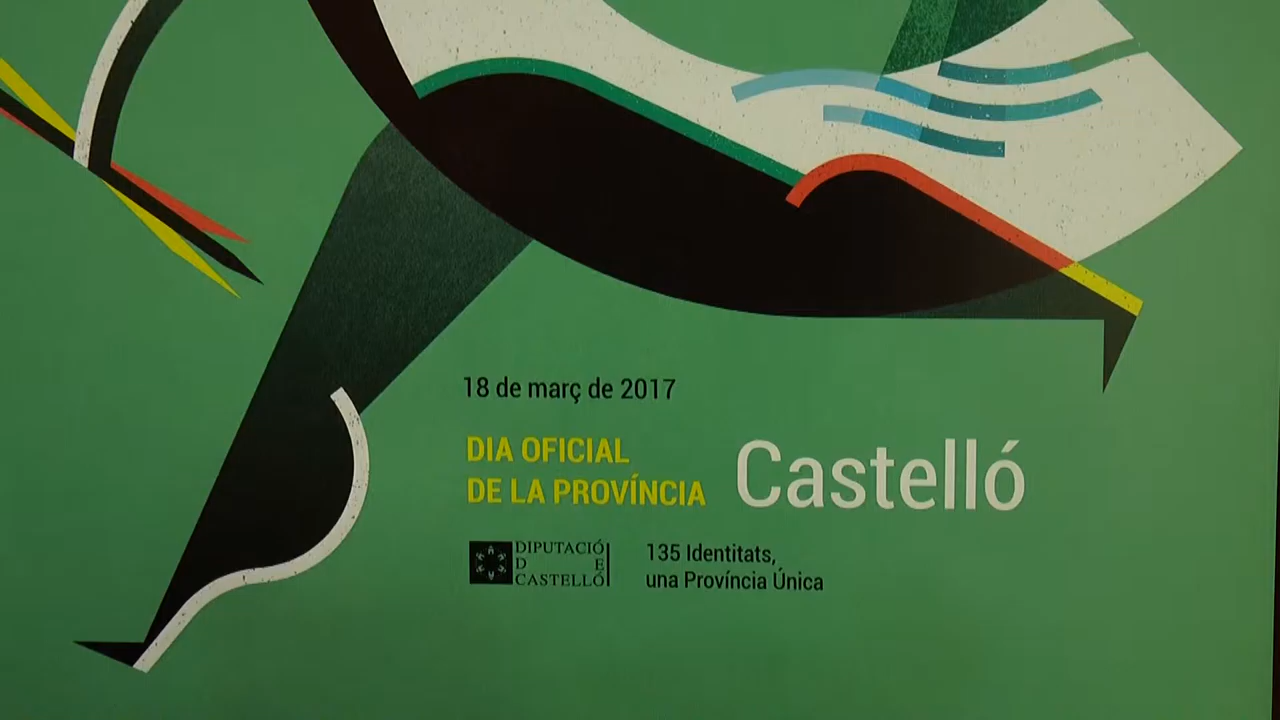 18 de març de 2017
DIA OFICIAL
DE LA PROVÍNCIA
Castelló
DIPUTACIÓ
D E
CASTELLÓ
135 Identitats,
una Província Única